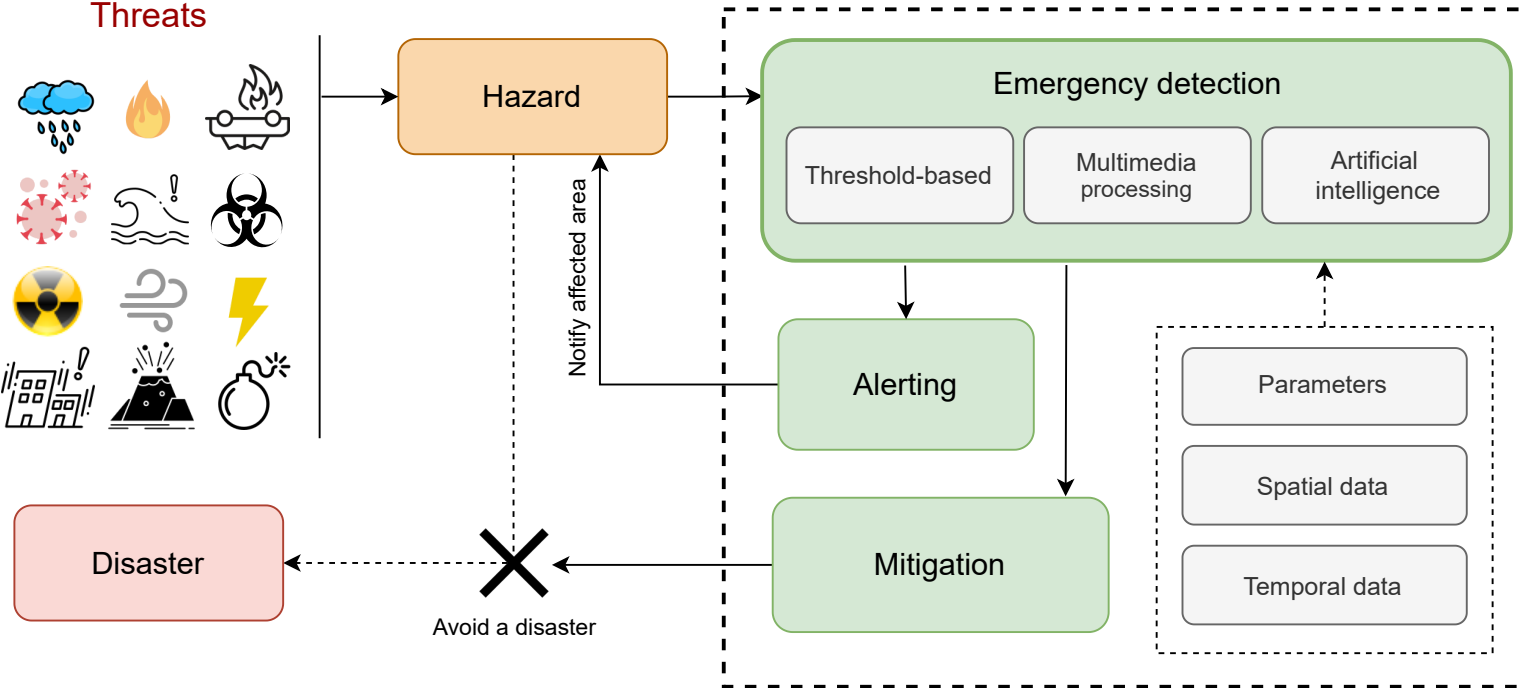 Threats
Hazard
Emergency detection
Threshold-based
Multimedia
processing
Artificial
intelligence
Notify affected area
Alerting
Parameters
Spatial data
Temporal data
Disaster
Mitigation
Avoid a disaster